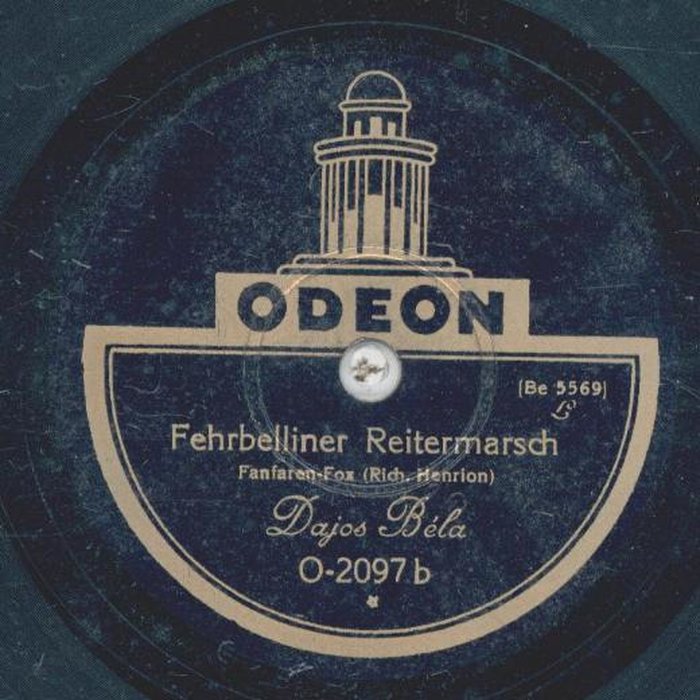 ODEON
(Be 5569)
Fehrbelliner Reitermarsch
Fanfaren-Fox (Rich. Henrion)
Dajos Béla
O-2097 b